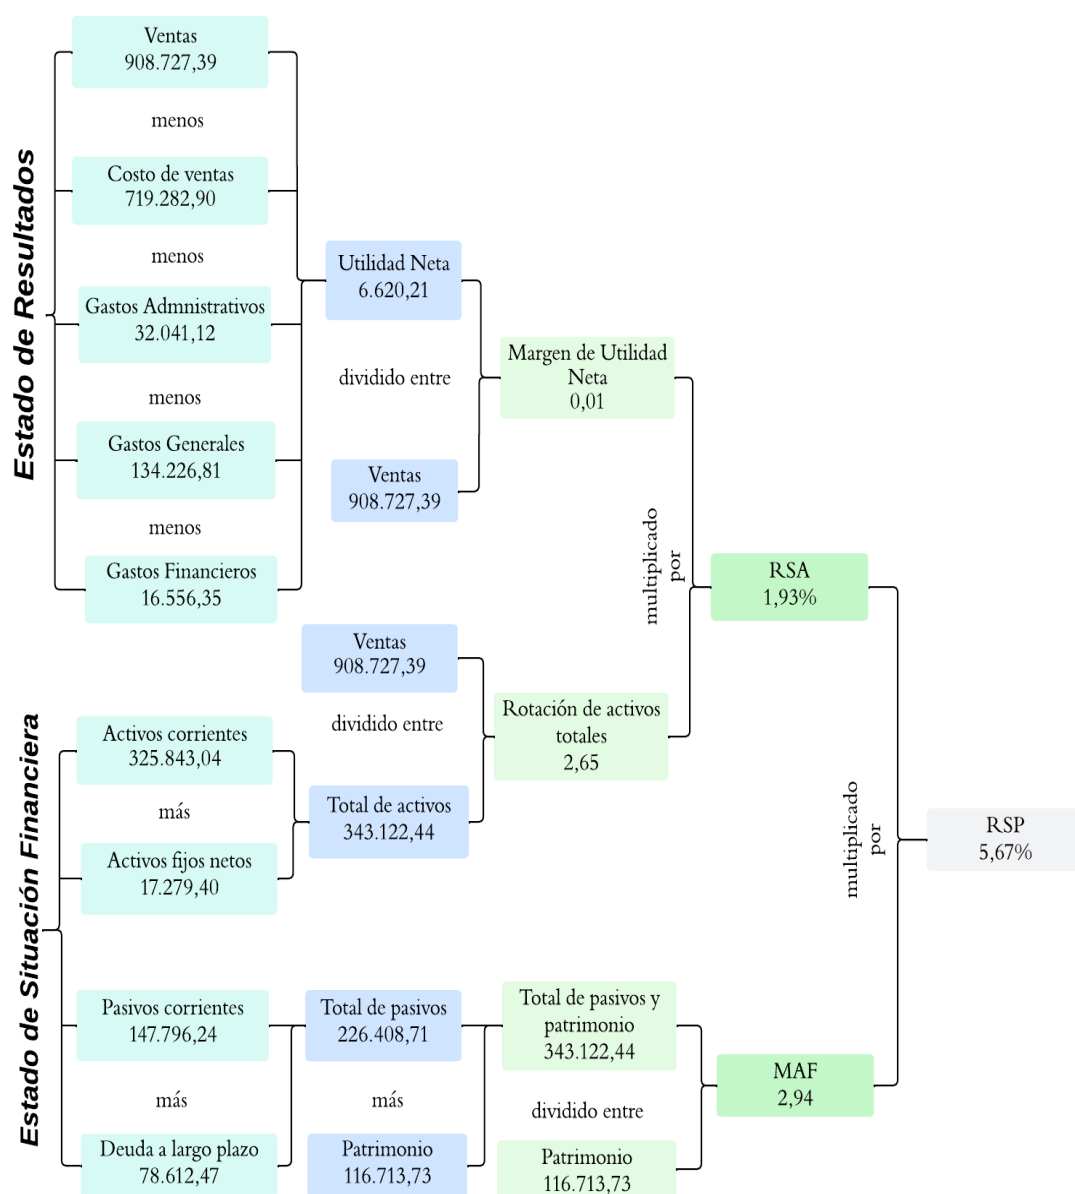 Estado de Resultados
Ventas
908.727,39
menos
Costo de ventas
719.282,90
menos
Gastos Admnistrativos
32.041,12
menos
Gastos Generales
134.226,81
menos
Gastos Financieros
16.556,35
Utilidad Neta
6.620,21
dividido entre
Ventas
908.727,39
Margen de Utilidad
Neta
0,01
multiplicado
por
RSA
1,93%
Ventas
908.727,39
dividido entre
Total de activos
343.122,44
Rotación de activos
totales
2,65
Estado de Situación Financiera
Activos corrientes
325.843,04
más
Activos fijos netos
17.279,40
multiplicado
por
RSP
5,67%
Pasivos corrientes
147.796,24
más
Deuda a largo plazo
78.612,47
Total de pasivos
226.408,71
más
Patrimonio
116.713,73
Total de pasivos y
patrimonio
343.122,44
dividido entre
Patrimonio
116.713,73
MAF
2,94